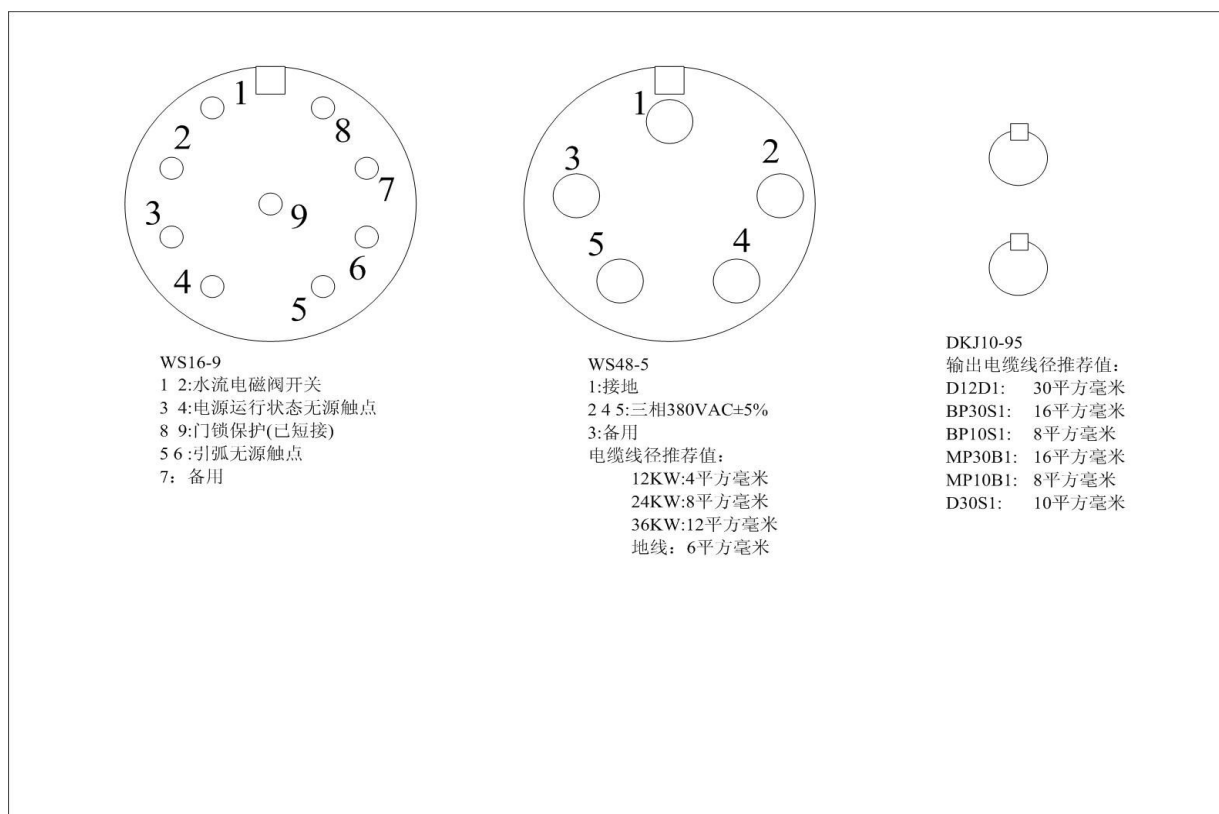 1
2
3
4
5
6
7
8
9
WS16-9
1 2:水流电磁阀开关
3 4:电源运行状态无源触点
8 9:门锁保护(已短接)
5 6 :引弧无源触点
7：备用
1
2
3
4
5
WS48-5
1:接地
2 4 5:三相380VAC±5%
3:备用
电缆线径推荐值：
12KW:4平方毫米
24KW:8平方毫米
36KW:12平方毫米
地线：6平方毫米
DKJ10-95
输出电缆线径推荐值：
D12D1: 30平方毫米
BP30S1: 16平方毫米
BP10S1: 8平方毫米
MP30B1: 16平方毫米
MP10B1: 8平方毫米
D30S1: 10平方毫米